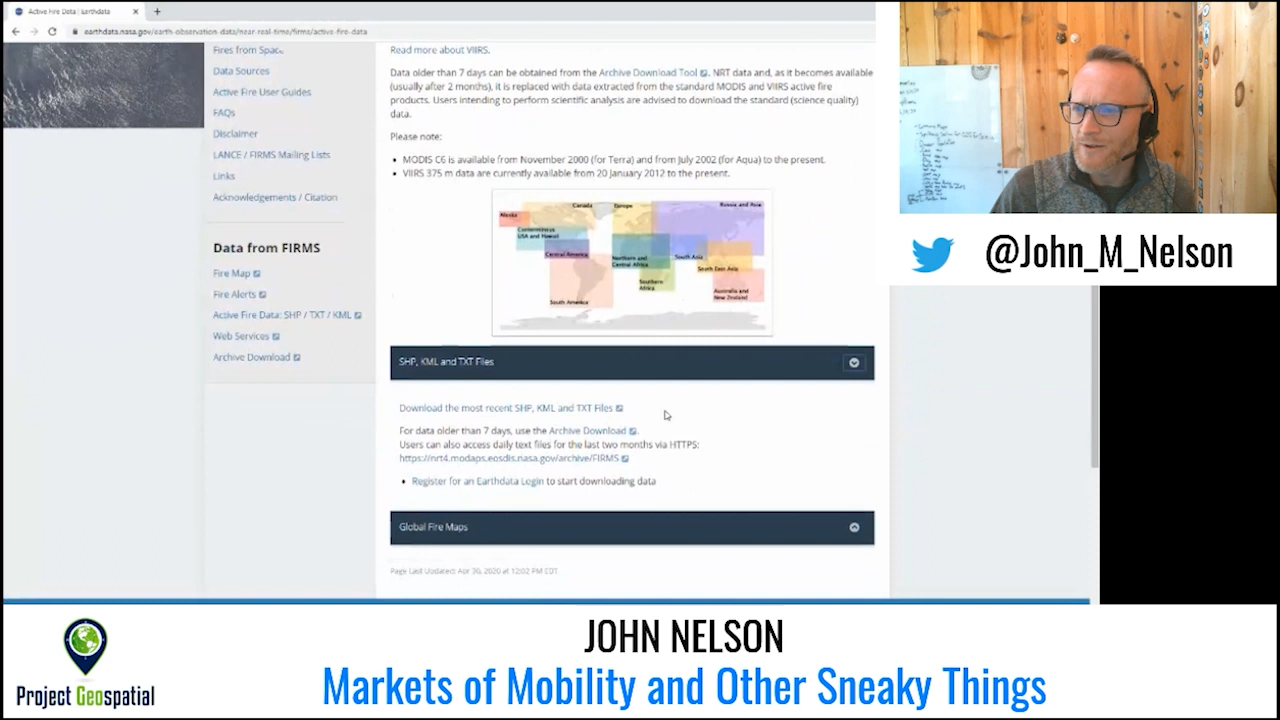 Active Fire Data | Earthdata
earthdata.nasa.gov/earth-observation-data/near-real-time/firms/active-fire-data
Fires from Space
Data Sources
Active Fire User Guides
FAQs
Disclaimer
LANCE / FIRMS Mailing Lists
Links
Acknowledgements / Citation
Data from FIRMS
Fire Map
Fire Alerts
Active Fire Data: SHP / TXT / KML
Web Services
Archive Download
Read more about VIIRS.
Data older than 7 days can be obtained from the Archive Download Tool. NRT data and, as it becomes available
(usually after 2 months), it is replaced with data extracted from the standard MODIS and VIIRS active fire
products. Users intending to perform scientific analysis are advised to download the standard (science quality)
data.
Please note:
MODIS C6 is available from November 2000 (for Terra) and from July 2002 (for Aqua) to the present.
VIIRS 375 m data are currently available from 20 January 2012 to the present.
Canada
Europe
Russia and Asia
Alaska
Conterminous
USA and Hawaii
Central America
Northern and
Central Africa
South Asia
South East Asia
Southern
Africa
Australia and
New Zealand
South America
SHP, KML and TXT Files
Download the most recent SHP, KML and TXT Files
For data older than 7 days, use the Archive Download.
Users can also access daily text files for the last two months via HTTPS:
https://nrt4.modaps.eosdis.nasa.gov/archive/FIRMS
Register for an Earthdata Login to start downloading data
Global Fire Maps
Page Last Updated: Apr 30, 2020 at 12:02 PM EDT
@John_M_Nelson
JOHN NELSON
Markets of Mobility and Other Sneaky Things
Project Geospatial